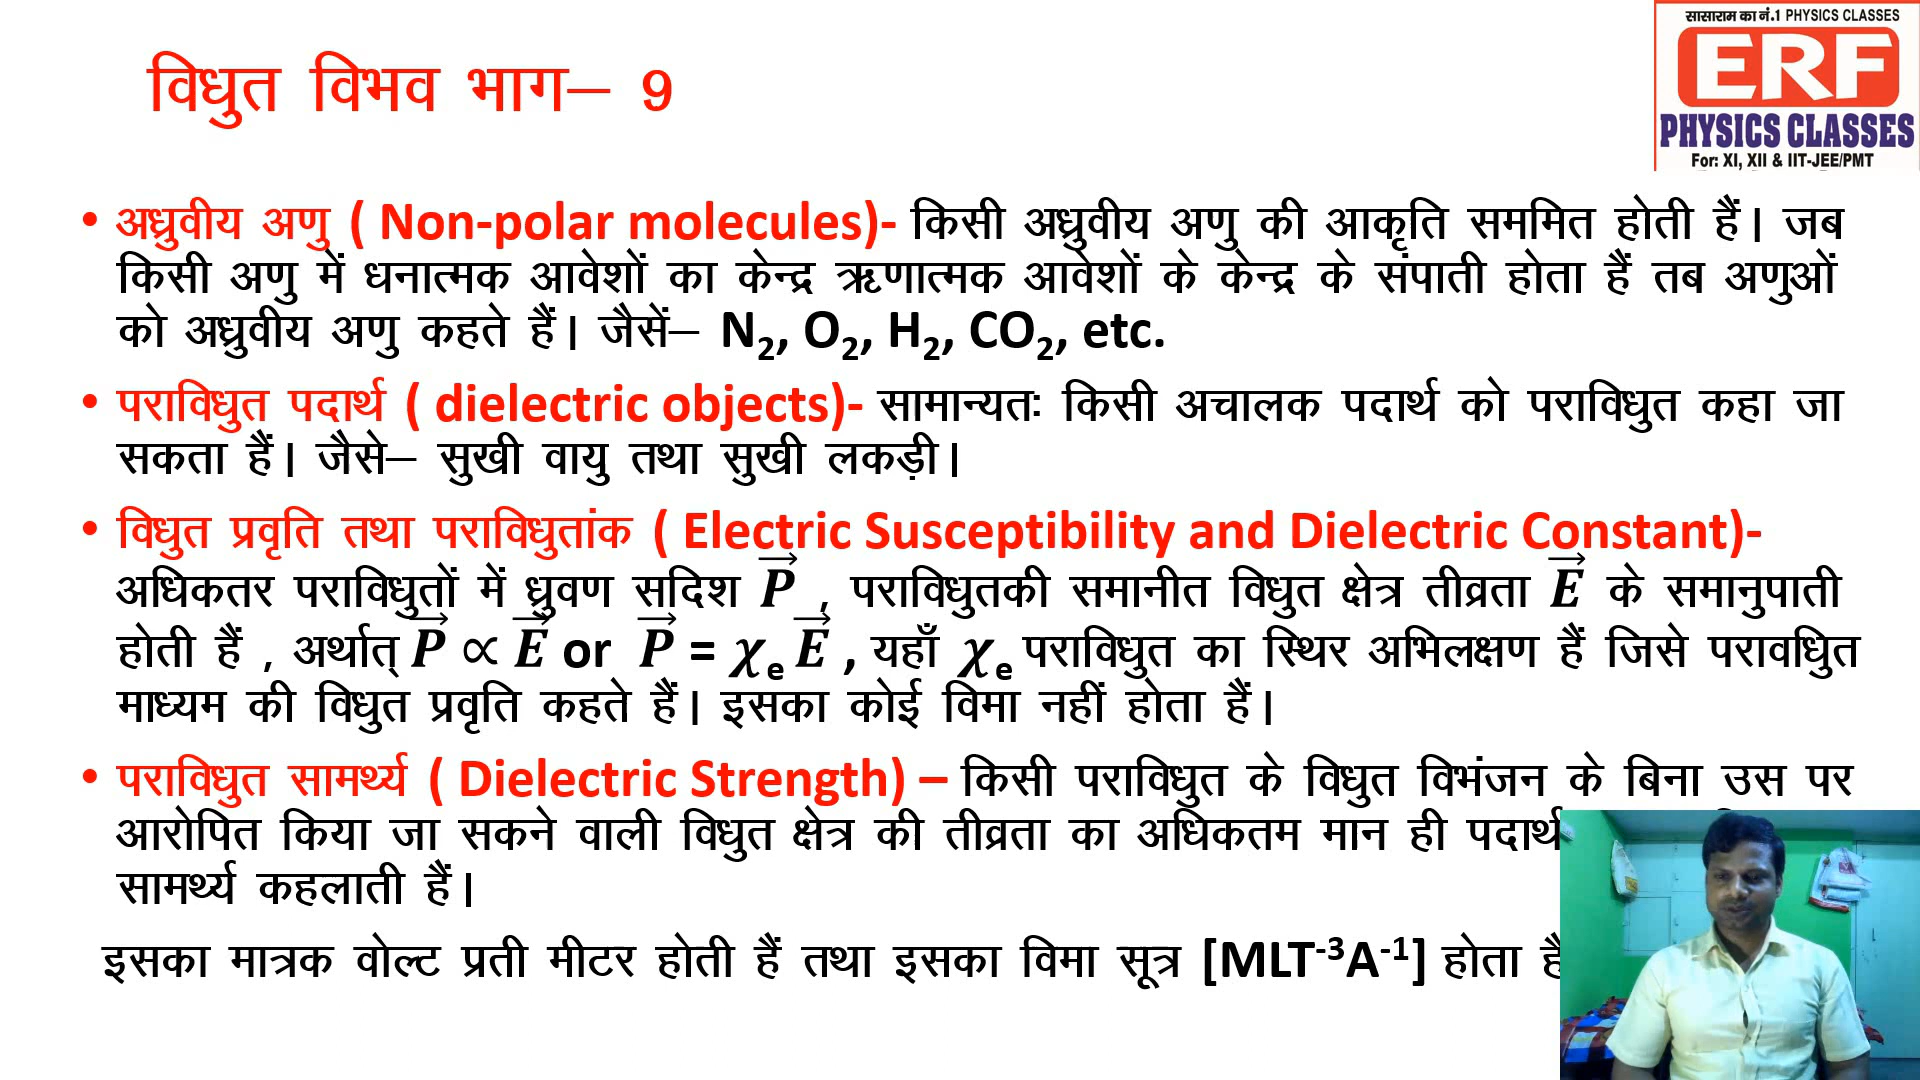 सासाराम का नं.1 PHYSICS CLASSES
ERF
PHYSICS CLASSES
For: XI, XII & IIT-JEE/PMT
विधुत विभव भाग– 9
• अध्रुवीय अणु ( Non-polar molecules)- किसी अध्रुवीय अणु की आकृति सममित होती हैं। जब
किसी अणु में धनात्मक आवेशों का केन्द्र ऋणात्मक आवेशों के केन्द्र के संपाती होता हैं तब अणुओं
को अध्रुवीय अणु कहते हैं। जैसें– N₂, O₂, H₂, CO₂, etc.
• पराविधुत पदार्थ ( dielectric objects)- सामान्यतः किसी अचालक पदार्थ को पराविधुत कहा जा
सकता हैं। जैसे– सुखी वायु तथा सुखी लकड़ी।
• विधुत प्रवृति तथा पराविधुतांक ( Electric Susceptibility and Dielectric Constant)-
अधिकतर पराविधुतों में ध्रुवण सदिश P⃗ , पराविधुतकी समानीत विधुत क्षेत्र तीव्रता E⃗ के समानुपाती
होती हैं , अर्थात् P⃗ ∝ E⃗ or P⃗ = χₑ E⃗ , यहाँ χₑ पराविधुत का स्थिर अभिलक्षण हैं जिसे परावधिुत
माध्यम की विधुत प्रवृति कहते हैं। इसका कोई विमा नहीं होता हैं।
• पराविधुत सामर्थ्य ( Dielectric Strength) – किसी पराविधुत के विधुत विभंजन के बिना उस पर
आरोपित किया जा सकने वाली विधुत क्षेत्र की तीव्रता का अधिकतम मान ही पदार्थ
सामर्थ्य कहलाती हैं।
इसका मात्रक वोल्ट प्रती मीटर होती हैं तथा इसका विमा सूत्र [MLT⁻³A⁻¹] होता है